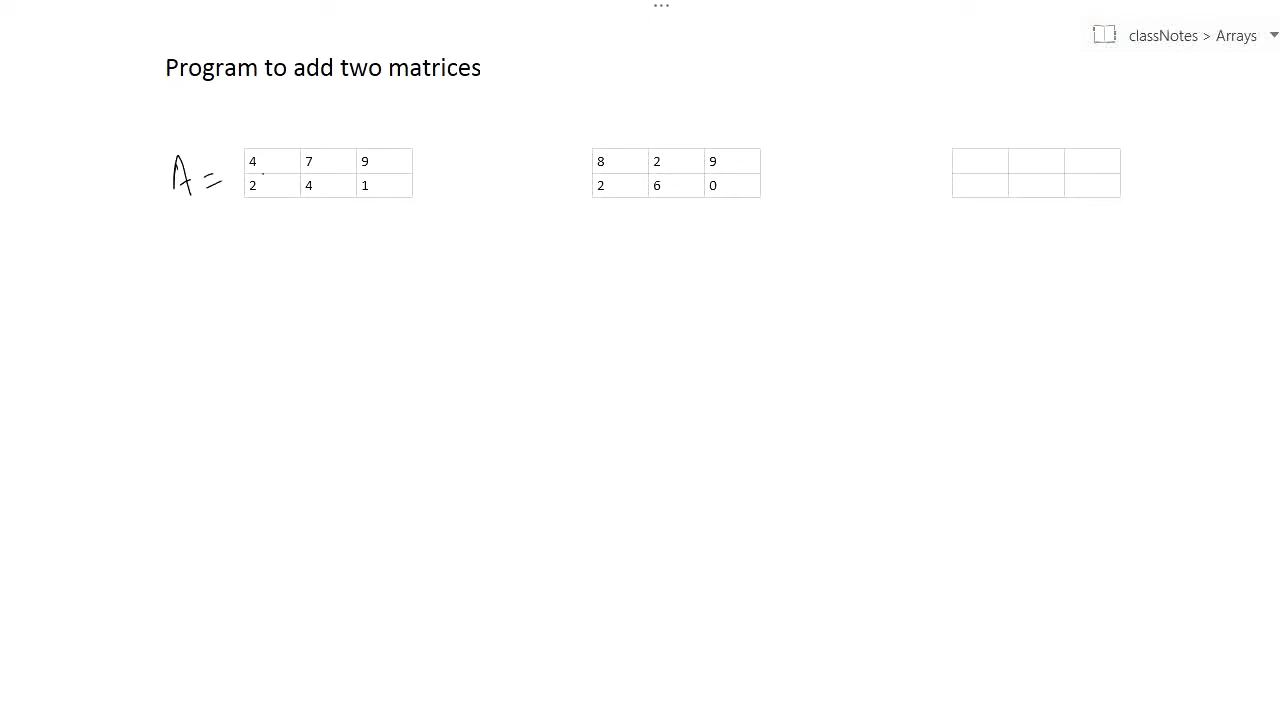 classNotes > Arrays
Program to add two matrices
A = 4 7 9 8 2 9
2 4 1 2 6 0